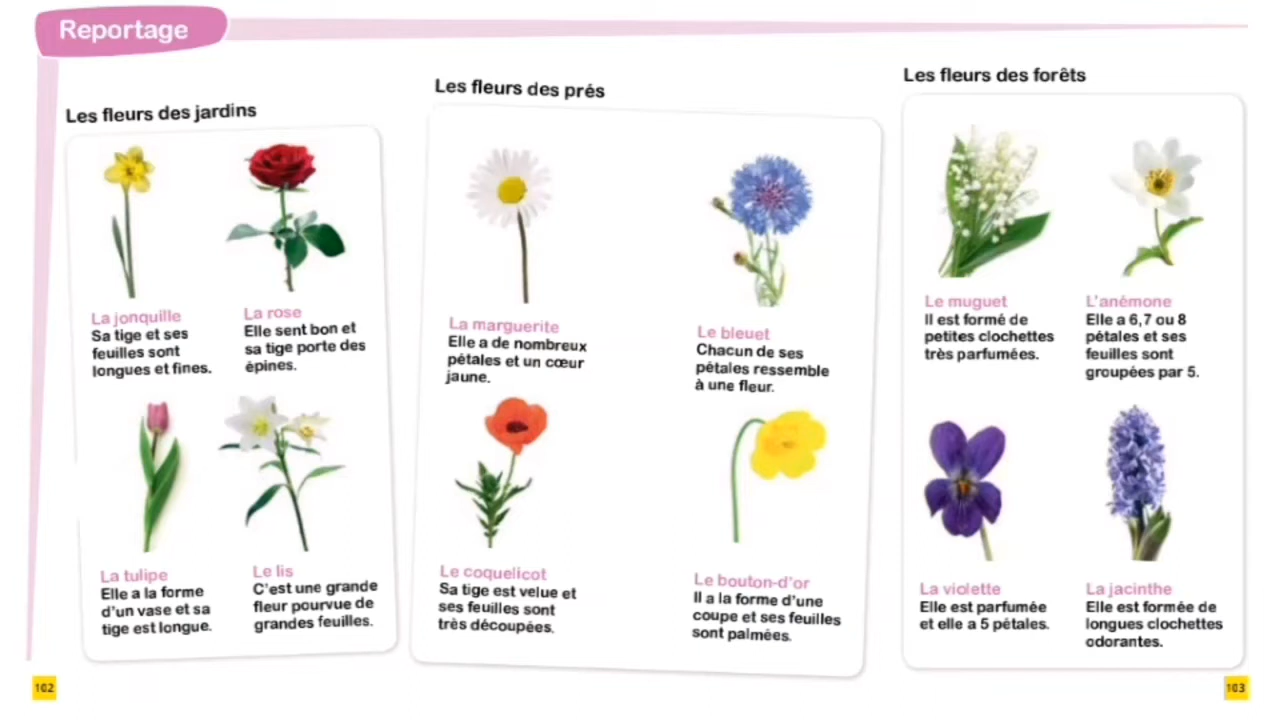 Reportage
Les fleurs des jardins
La jonquille
Sa tige et ses
feuilles sont
longues et fines.
La rose
Elle sent bon et
sa tige porte des
épines.
La tulipe
Elle a la forme
d'un vase et sa
tige est longue.
Le lis
C'est une grande
fleur pourvue de
grandes feuilles.
Les fleurs des prés
La marguerite
Elle a de nombreux
pétales et un cœur
jaune.
Le bleuet
Chacun de ses
pétales ressemble
à une fleur.
Le coquelicot
Sa tige est velue et
ses feuilles sont
très découpées.
Le bouton-d'or
Il a la forme d'une
coupe et ses feuilles
sont palmées.
Les fleurs des forêts
Le muguet
Il est formé de
petites clochettes
très parfumées.
L'anémone
Elle a 6,7 ou 8
pétales et ses
feuilles sont
groupées par 5.
La violette
Elle est parfumée
et elle a 5 pétales.
La jacinthe
Elle est formée de
longues clochettes
odorantes.
102
103